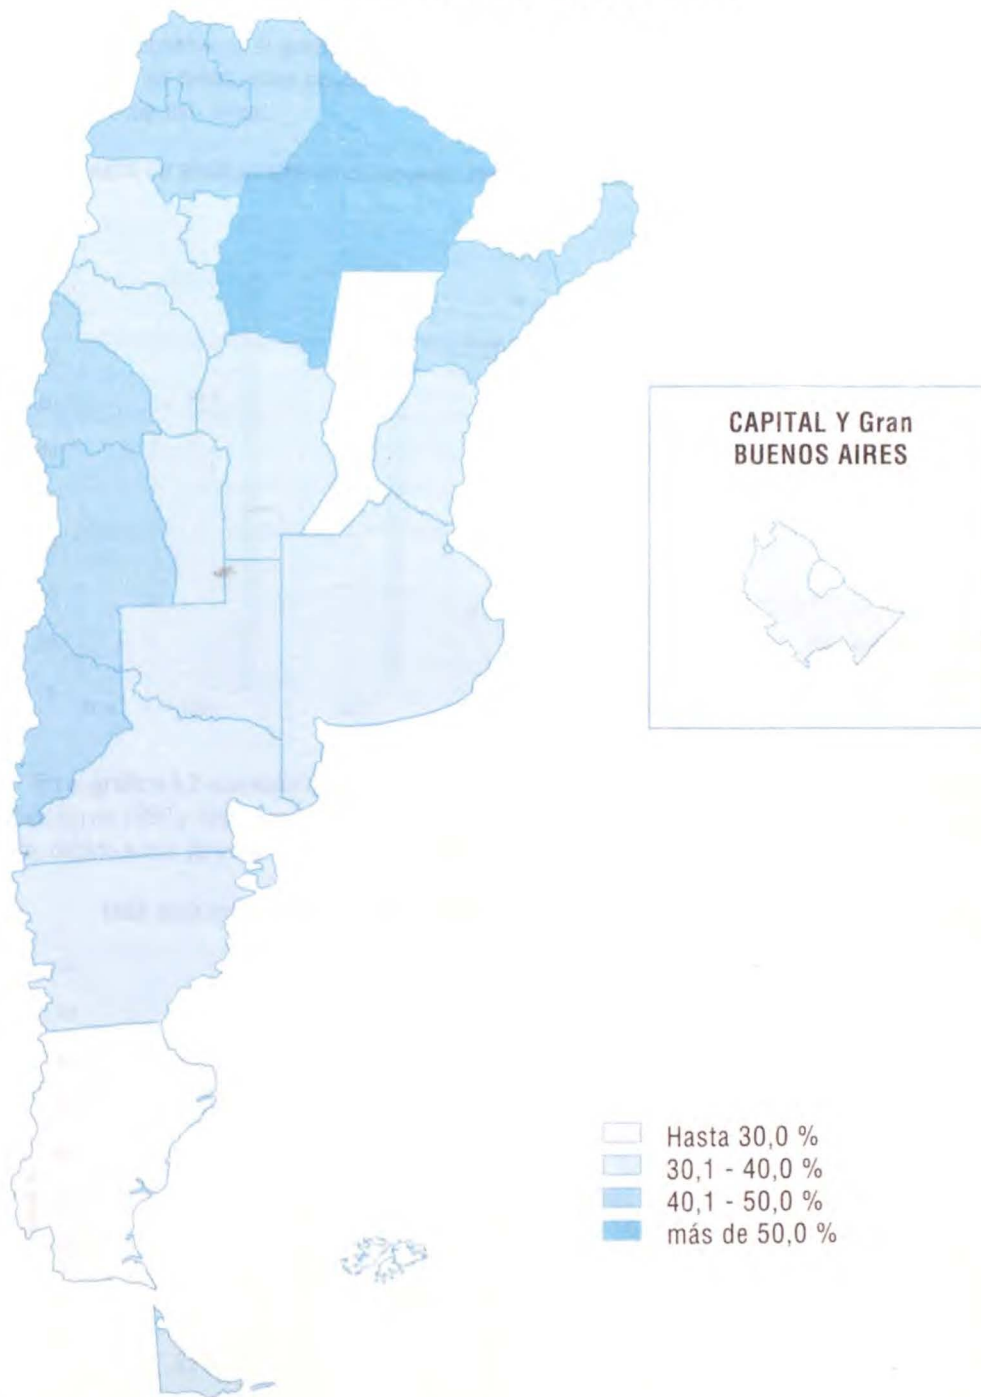 CAPITAL Y Gran
BUENOS AIRES
Hasta 30,0 %
30,1 - 40,0 %
40,1 - 50,0 %
más de 50,0 %